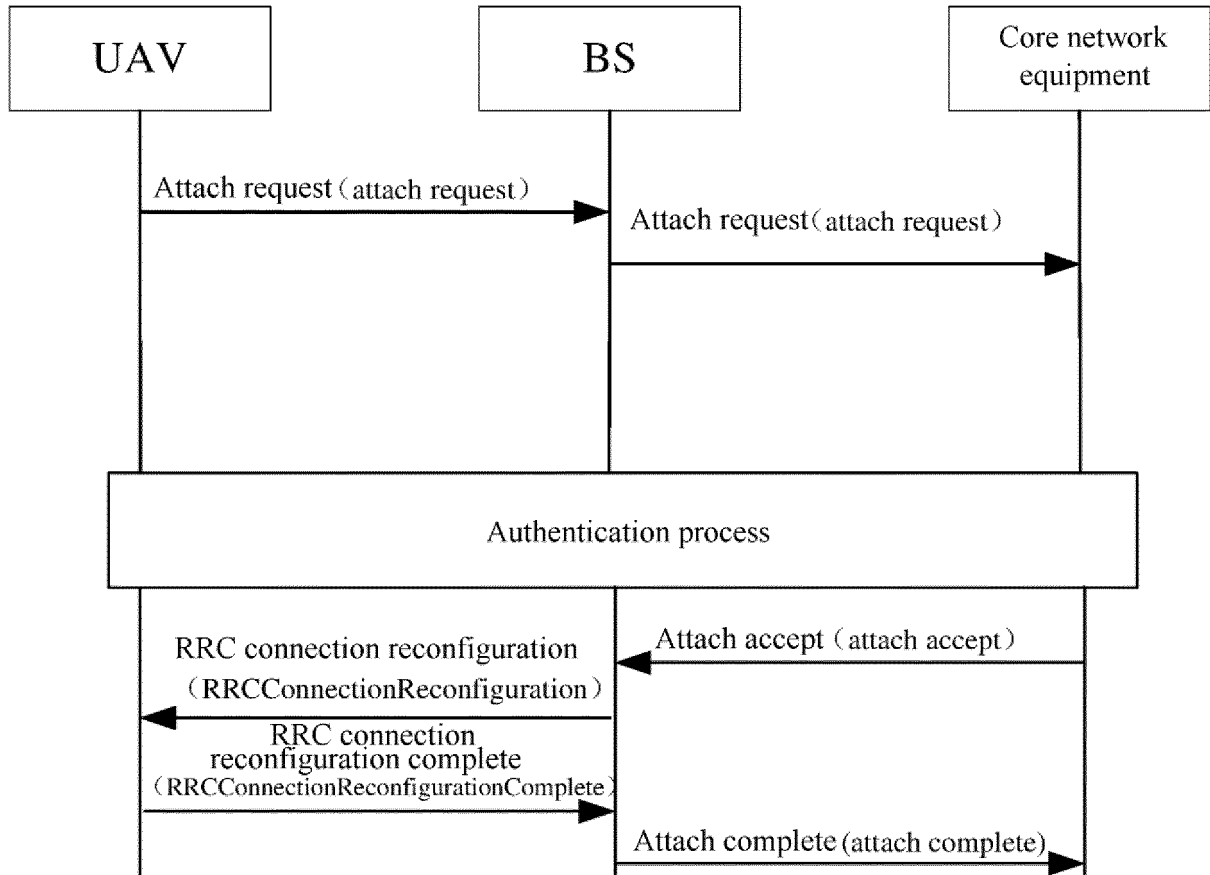 UAV
BS
Core network
equipment
Attach request（attach request）
Attach request(attach request)
Authentication process
Attach accept（attach accept）
RRC connection reconfiguration
（RRCConnectionReconfiguration）
RRC connection
reconfiguration complete
（RRCConnectionReconfigurationComplete）
Attach complete(attach complete)